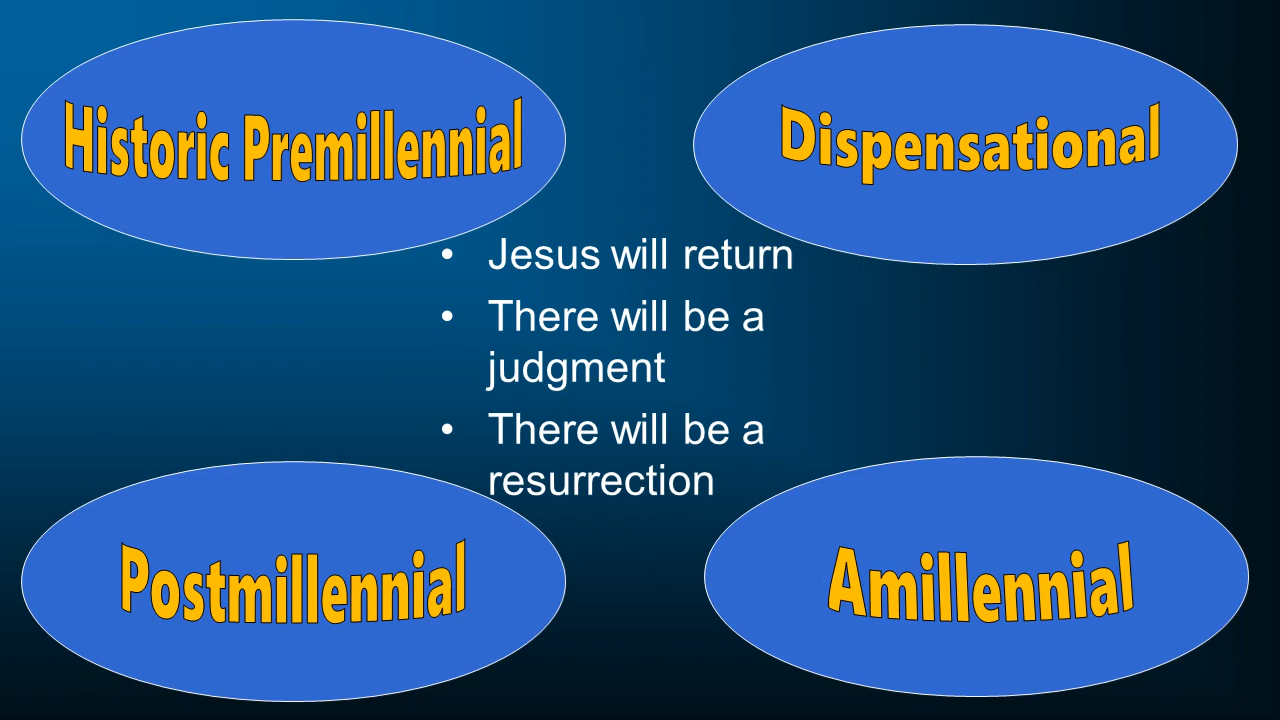 Historic Premillennial
Dispensational
• Jesus will return
• There will be a
judgment
• There will be a
resurrection
Postmillennial
Amillennial